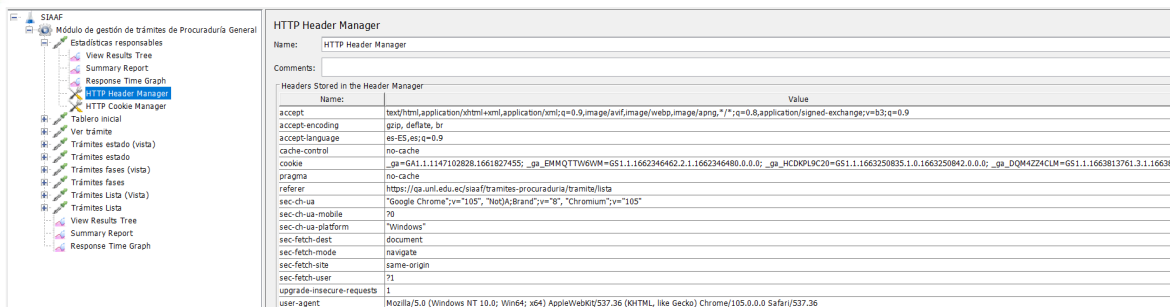 SIAAF
Módulo de gestión de trámites de Procuraduría General
Estadísticas responsables
View Results Tree
Summary Report
Response Time Graph
HTTP Header Manager
HTTP Cookie Manager
Tablero inicial
Ver trámite
Trámites estado (vista)
Trámites estado
Trámites fases (vista)
Trámites fases
Trámites Lista (Vista)
Trámites Lista
View Results Tree
Summary Report
Response Time Graph
HTTP Header Manager
Name: HTTP Header Manager
Comments:
Headers Stored in the Header Manager
Name: Value
accept text/html,application/xhtml+xml,application/xml;q=0.9,image/avif,image/webp,image/apng,*/*;q=0.8,application/signed-exchange;v=b3;q=0.9
accept-encoding gzip, deflate, br
accept-language es-ES,es;q=0.9
cache-control no-cache
cookie _ga=GA1.1.1147102828.1661827455; _ga_EMMQTTW6WM=GS1.1.1662346462.2.1.1662346480.0.0.0; _ga_HCDKPL9C20=GS1.1.1663250835.1.0.1663250842.0.0.0; _ga_DQM4ZZ4CLM=GS1.1.1663813761.3.1.16638
pragma no-cache
referer https://qa.unl.edu.ec/siaaf/tramites-procuraduria/tramite/lista
sec-ch-ua "Google Chrome";v="105", "Not)A;Brand";v="8", "Chromium";v="105"
sec-ch-ua-mobile ?0
sec-ch-ua-platform "Windows"
sec-fetch-dest document
sec-fetch-mode navigate
sec-fetch-site same-origin
sec-fetch-user ?1
upgrade-insecure-requests 1
user-agent Mozilla/5.0 (Windows NT 10.0; Win64; x64) AppleWebKit/537.36 (KHTML, like Gecko) Chrome/105.0.0.0 Safari/537.36